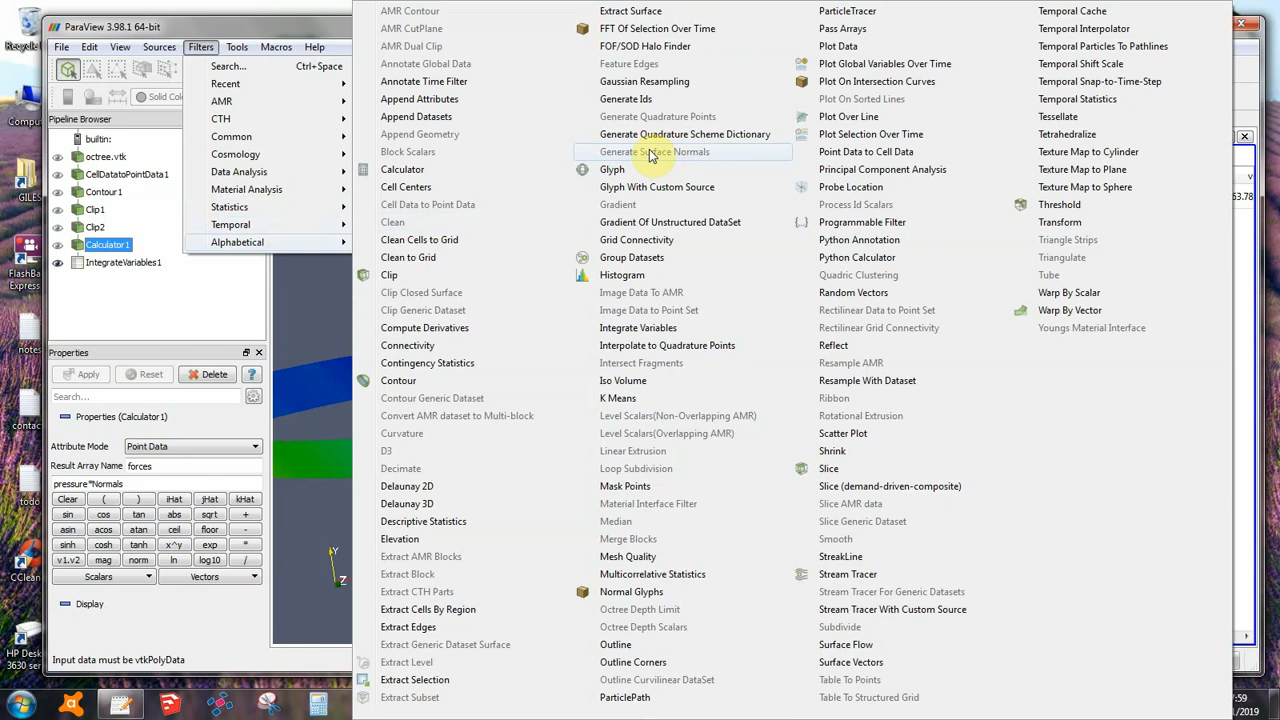 Recycle
ParaView 3.98.1 64-bit
File Edit View Sources Filters Tools Macros Help
Solid Col
Pipeline Browser
builtin:
octree.vtk
CellDatatoPointData1
Contour1
Clip1
Clip2
Calculator1
IntegrateVariables1
Properties
Apply Reset Delete ?
Search...
Properties (Calculator1)
Attribute Mode Point Data
Result Array Name forces
pressure*Normals
Clear ( ) iHat jHat kHat
sin cos tan abs sqrt +
asin acos atan ceil floor -
sinh cosh tanh x^y exp *
v1.v2 mag norm ln log10 /
Scalars Vectors
Display
Input data must be vtkPolyData
Search... Ctrl+Space
Recent
AMR
CTH
Common
Cosmology
Data Analysis
Material Analysis
Statistics
Temporal
Alphabetical
AMR Contour
AMR CutPlane
AMR Dual Clip
Annotate Global Data
Annotate Time Filter
Append Attributes
Append Datasets
Append Geometry
Block Scalars
Calculator
Cell Centers
Cell Data to Point Data
Clean
Clean Cells to Grid
Clean to Grid
Clip
Clip Closed Surface
Clip Generic Dataset
Compute Derivatives
Connectivity
Contingency Statistics
Contour
Contour Generic Dataset
Convert AMR dataset to Multi-block
Curvature
D3
Decimate
Delaunay 2D
Delaunay 3D
Descriptive Statistics
Elevation
Extract AMR Blocks
Extract Block
Extract CTH Parts
Extract Cells By Region
Extract Edges
Extract Generic Dataset Surface
Extract Level
Extract Selection
Extract Subset
Extract Surface
FFT Of Selection Over Time
FOF/SOD Halo Finder
Feature Edges
Gaussian Resampling
Generate Ids
Generate Quadrature Points
Generate Quadrature Scheme Dictionary
Generate Surface Normals
Glyph
Glyph With Custom Source
Gradient
Gradient Of Unstructured DataSet
Grid Connectivity
Group Datasets
Histogram
Image Data To AMR
Image Data to Point Set
Integrate Variables
Interpolate to Quadrature Points
Intersect Fragments
Iso Volume
K Means
Level Scalars(Non-Overlapping AMR)
Level Scalars(Overlapping AMR)
Linear Extrusion
Loop Subdivision
Mask Points
Material Interface Filter
Median
Merge Blocks
Mesh Quality
Multicorrelative Statistics
Normal Glyphs
Octree Depth Limit
Octree Depth Scalars
Outline
Outline Corners
Outline Curvilinear DataSet
ParticlePath
ParticleTracer
Pass Arrays
Plot Data
Plot Global Variables Over Time
Plot On Intersection Curves
Plot On Sorted Lines
Plot Over Line
Plot Selection Over Time
Point Data to Cell Data
Principal Component Analysis
Probe Location
Process Id Scalars
Programmable Filter
Python Annotation
Python Calculator
Quadric Clustering
Random Vectors
Rectilinear Data to Point Set
Rectilinear Grid Connectivity
Reflect
Resample AMR
Resample With Dataset
Ribbon
Rotational Extrusion
Scatter Plot
Shrink
Slice
Slice (demand-driven-composite)
Slice AMR data
Slice Generic Dataset
Smooth
StreakLine
Stream Tracer
Stream Tracer For Generic Datasets
Stream Tracer With Custom Source
Subdivide
Surface Flow
Surface Vectors
Table To Points
Table To Structured Grid
Temporal Cache
Temporal Interpolator
Temporal Particles To Pathlines
Temporal Shift Scale
Temporal Snap-to-Time-Step
Temporal Statistics
Tessellate
Tetrahedralize
Texture Map to Cylinder
Texture Map to Plane
Texture Map to Sphere
Threshold
Transform
Triangle Strips
Tube
Warp By Scalar
Warp By Vector
Youngs Material Interface
Y
Z
v
63.78
Compu
GILES
FlashBa
Express
notes
contac
todo
CClean
HP Desk
3630 ser